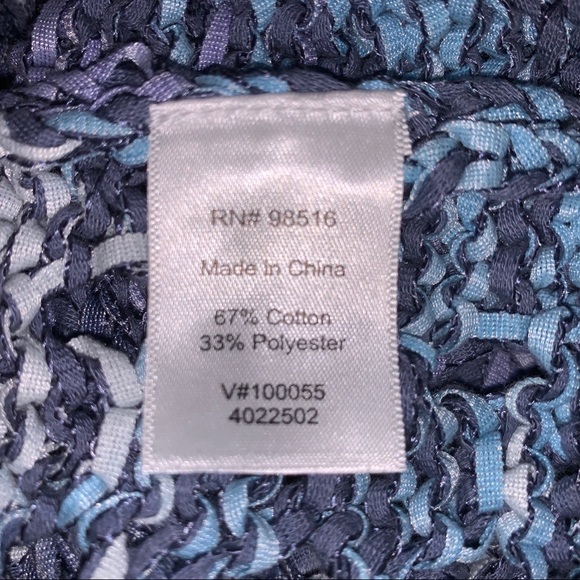 RN# 98516
Made In China
67% Cotton
33% Polyester
V#100055
4022502